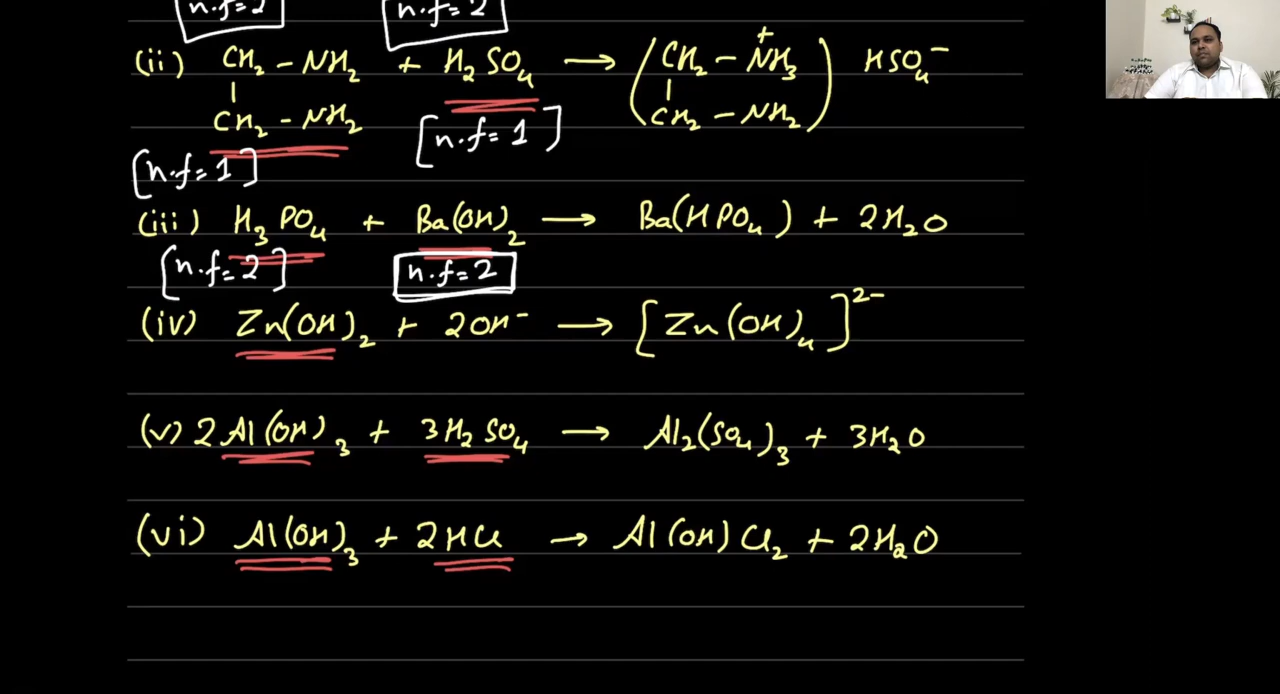 n.f=2 n.f=2
(ii) CH₂ – NH₂ + H₂SO₄ ⟶ ( CH₂ – N⁺H₃ ) HSO₄⁻
| |
CH₂ – NH₂ CH₂ – NH₂
[n.f=1] [n.f=1]
(iii) H₃PO₄ + Ba(OH)₂ ⟶ Ba(HPO₄) + 2H₂O
[n.f=2] n.f=2
(iv) Zn(OH)₂ + 2OH⁻ ⟶ [Zn(OH)₄]²⁻
(v) 2Al(OH)₃ + 3H₂SO₄ ⟶ Al₂(SO₄)₃ + 3H₂O
(vi) Al(OH)₃ + 2HCl → Al(OH)Cl₂ + 2H₂O